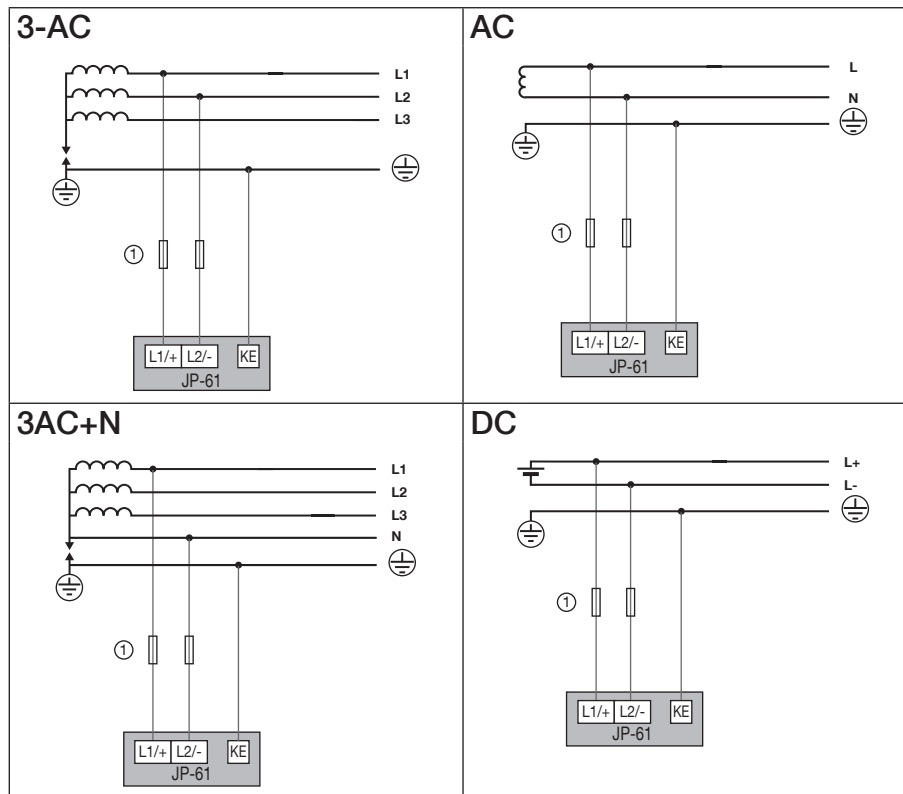 3-AC
L1
L2
L3
①
L1/+ L2/- KE
JP-61
AC
L
N
①
L1/+ L2/- KE
JP-61
3AC+N
L1
L2
L3
N
①
L1/+ L2/- KE
JP-61
DC
L+
L-
①
L1/+ L2/- KE
JP-61